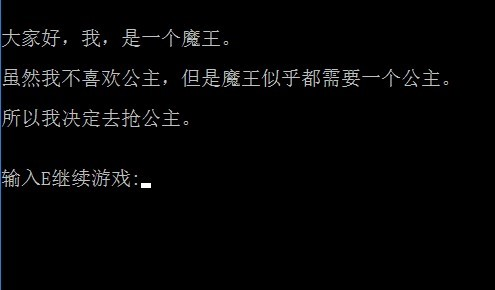 大家好，我，是一个魔王。
虽然我不喜欢公主，但是魔王似乎都需要一个公主。
所以我决定去抢公主。
输入E继续游戏: